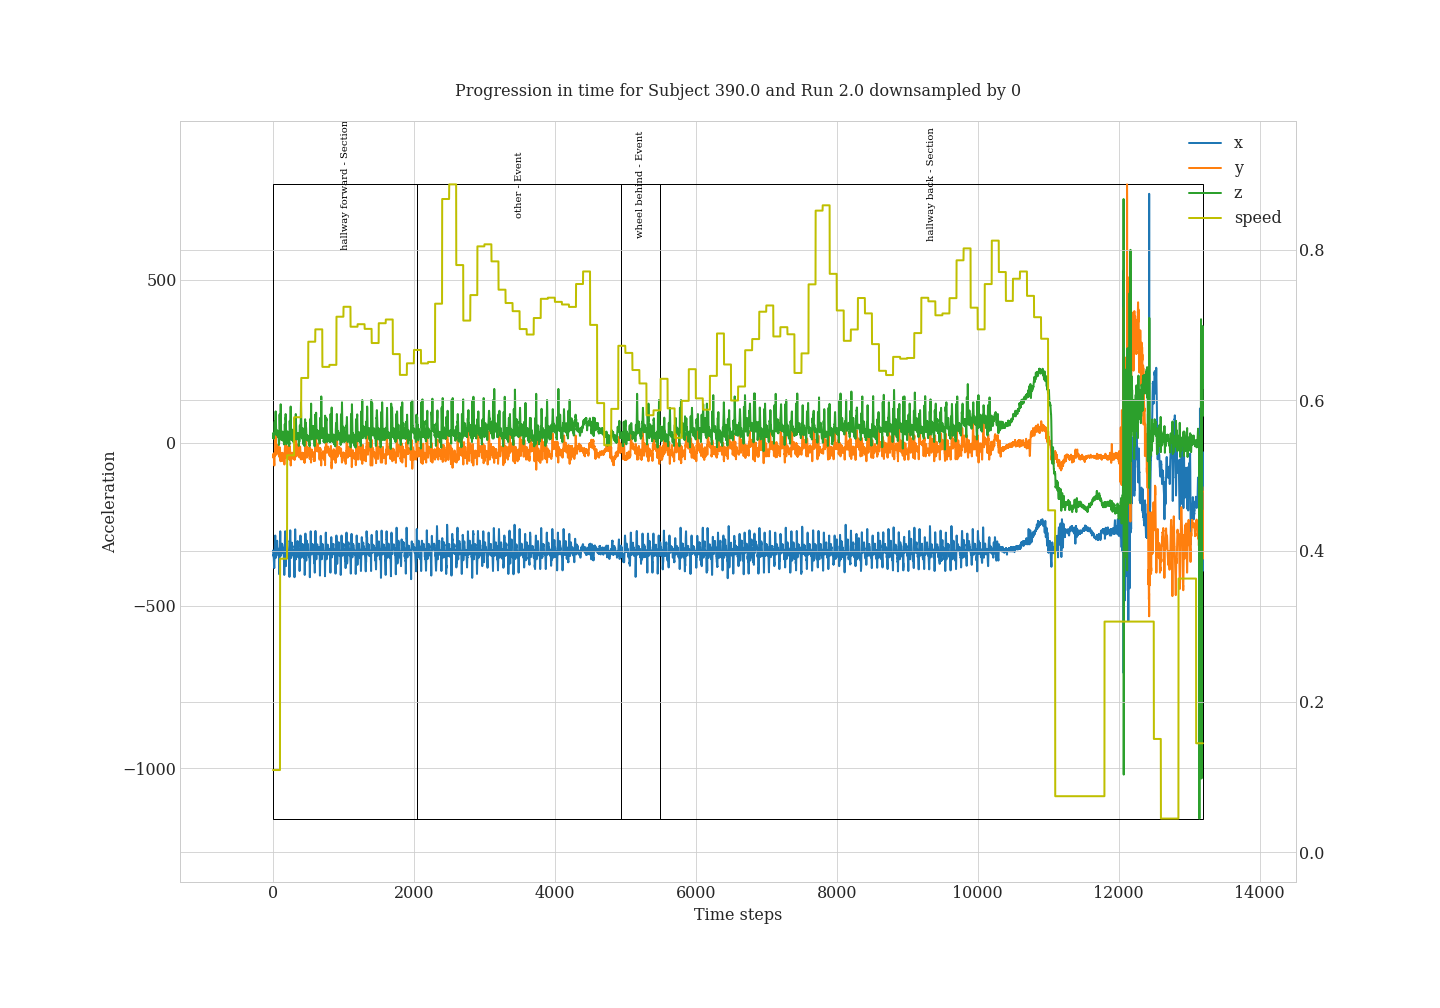 Progression in time for Subject 390.0 and Run 2.0 downsampled by 0
hallway forward - Section
other - Event
wheel behind - Event
hallway back - Section
x
y
z
speed
500
0
−500
−1000
Acceleration
0.8
0.6
0.4
0.2
0.0
0 2000 4000 6000 8000 10000 12000 14000
Time steps